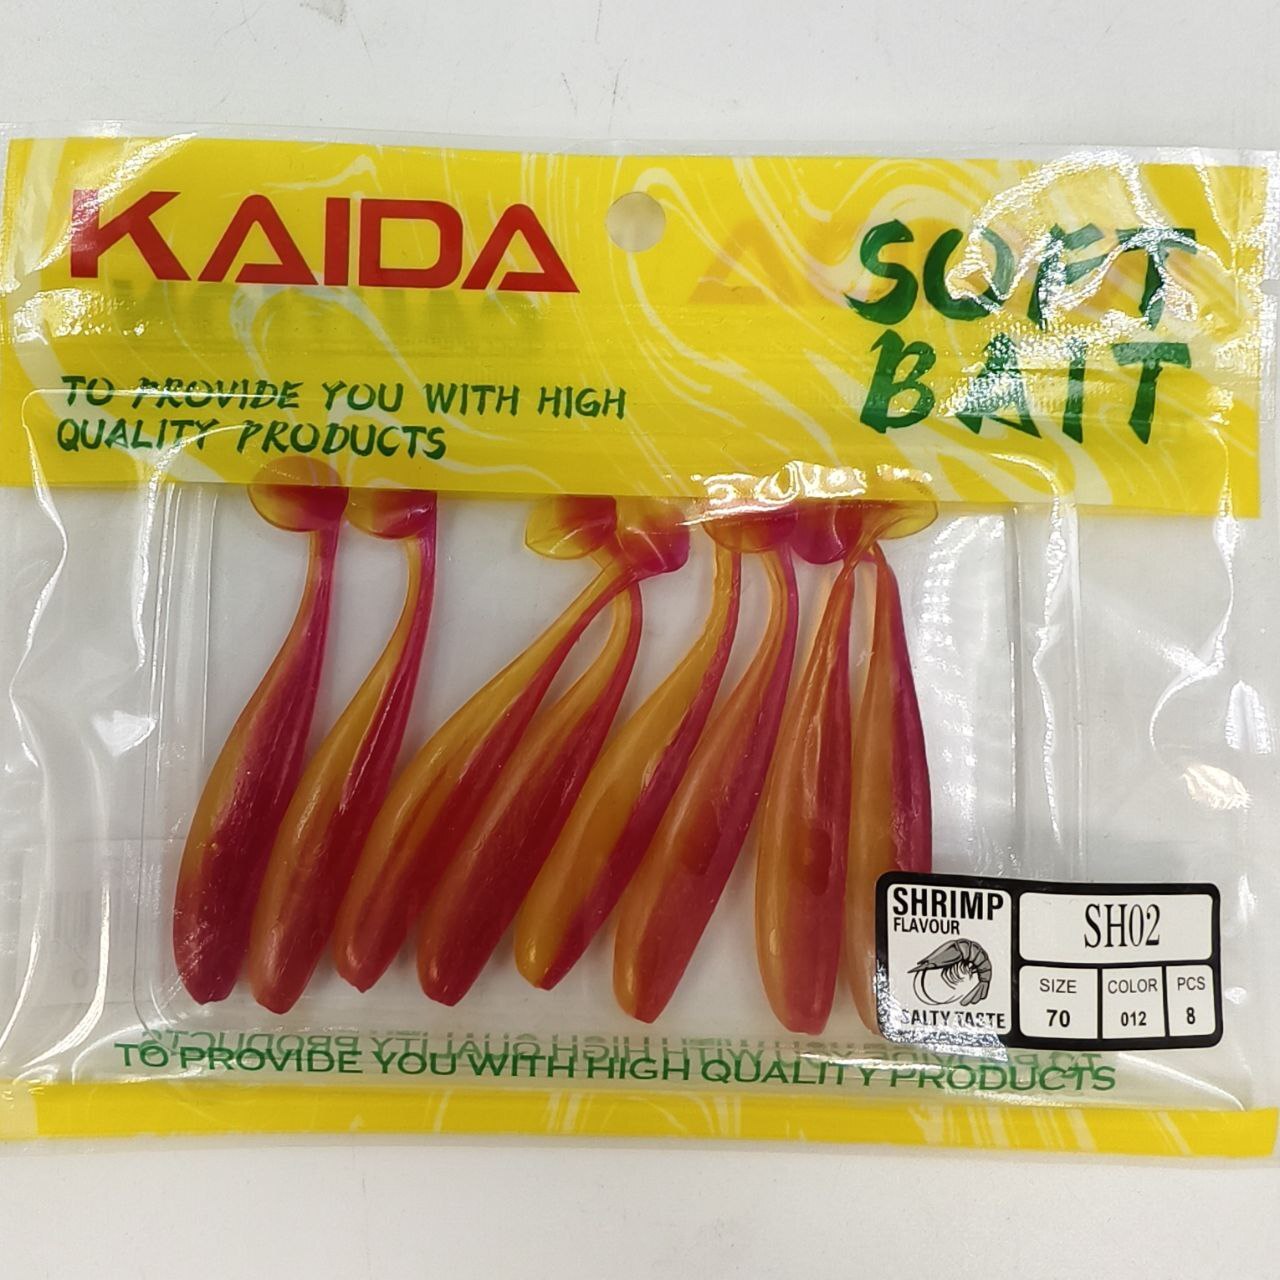 KAIDA
SOFT
BAIT
TO PROVIDE YOU WITH HIGH
QUALITY PRODUCTS
SHRIMP
FLAVOUR
SALTY TASTE
SH02
SIZE
70
COLOR
012
PCS
8
TO PROVIDE YOU WITH HIGH QUALITY PRODUCTS